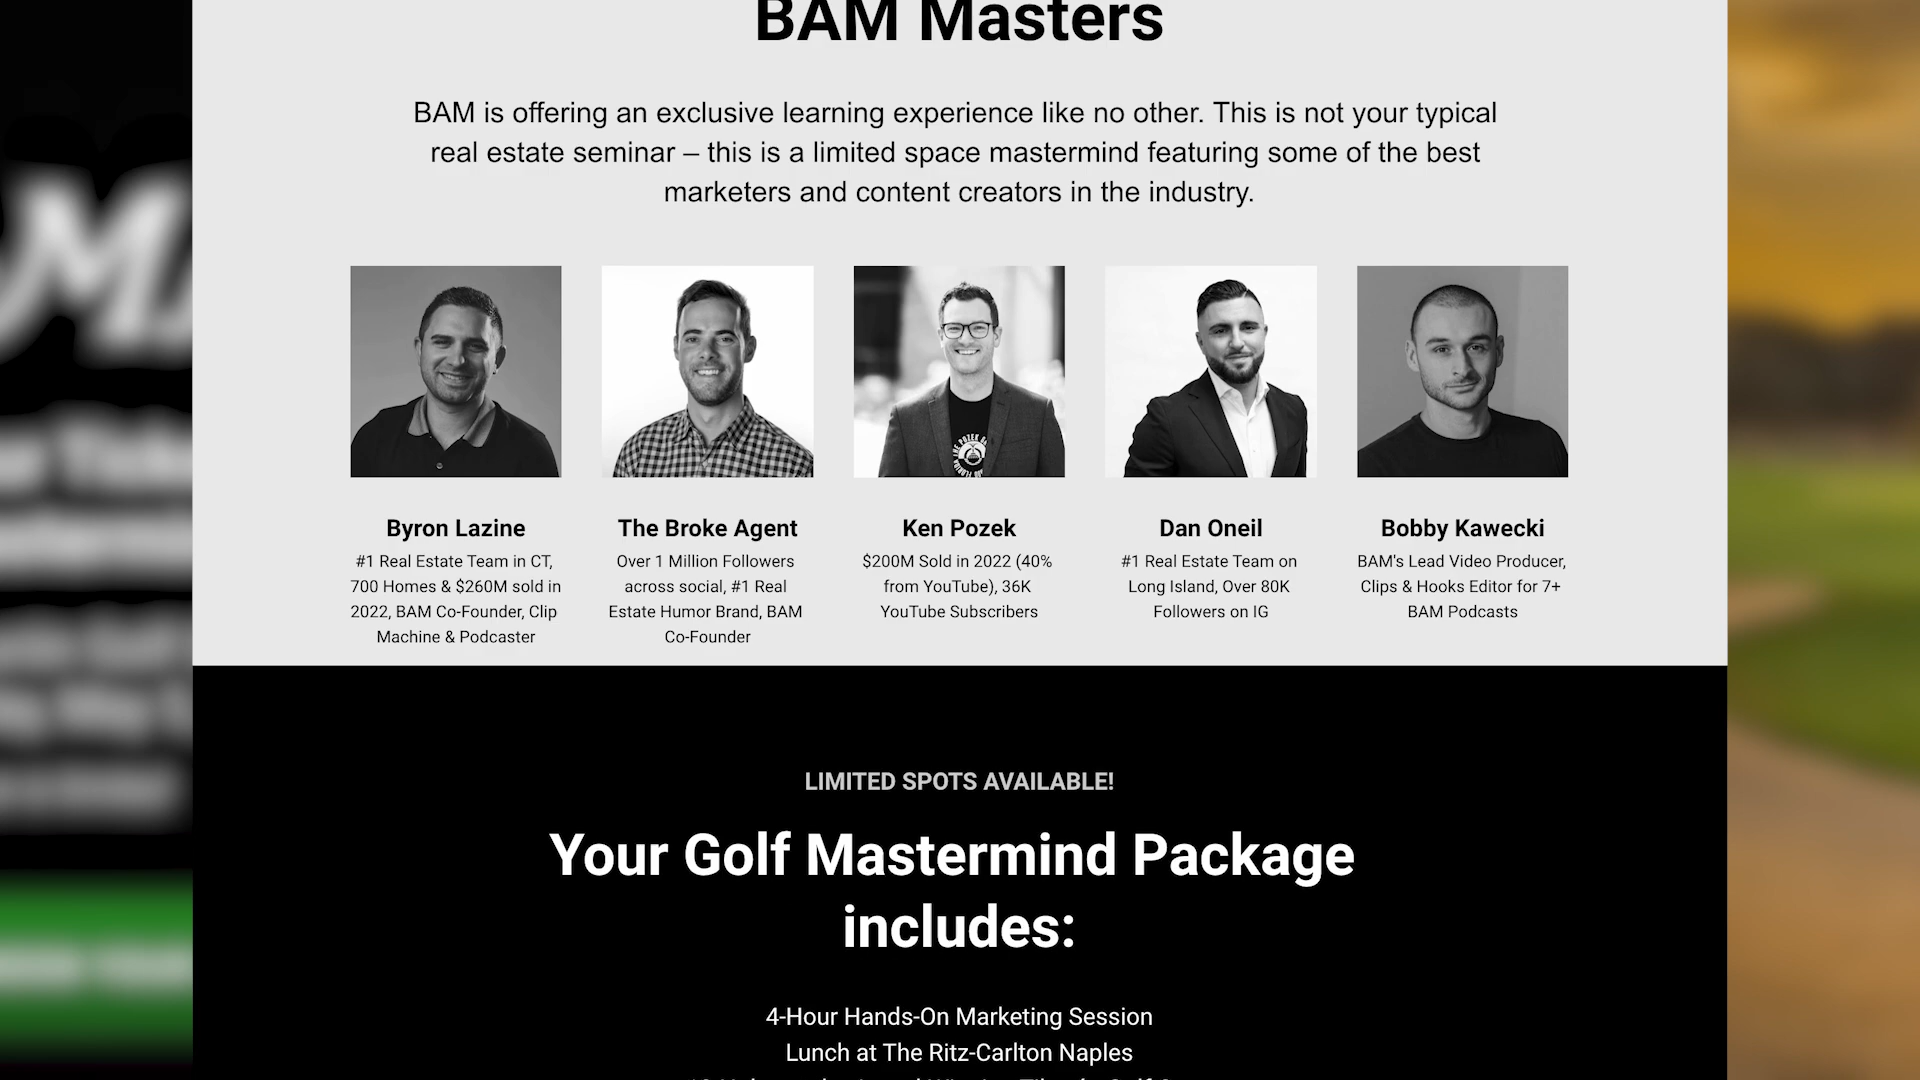 BAM Masters
BAM is offering an exclusive learning experience like no other. This is not your typical
real estate seminar – this is a limited space mastermind featuring some of the best
marketers and content creators in the industry.
Byron Lazine
#1 Real Estate Team in CT,
700 Homes & $260M sold in
2022, BAM Co-Founder, Clip
Machine & Podcaster
The Broke Agent
Over 1 Million Followers
across social, #1 Real
Estate Humor Brand, BAM
Co-Founder
Ken Pozek
$200M Sold in 2022 (40%
from YouTube), 36K
YouTube Subscribers
Dan Oneil
#1 Real Estate Team on
Long Island, Over 80K
Followers on IG
Bobby Kawecki
BAM's Lead Video Producer,
Clips & Hooks Editor for 7+
BAM Podcasts
LIMITED SPOTS AVAILABLE!
Your Golf Mastermind Package
includes:
4-Hour Hands-On Marketing Session
Lunch at The Ritz-Carlton Naples